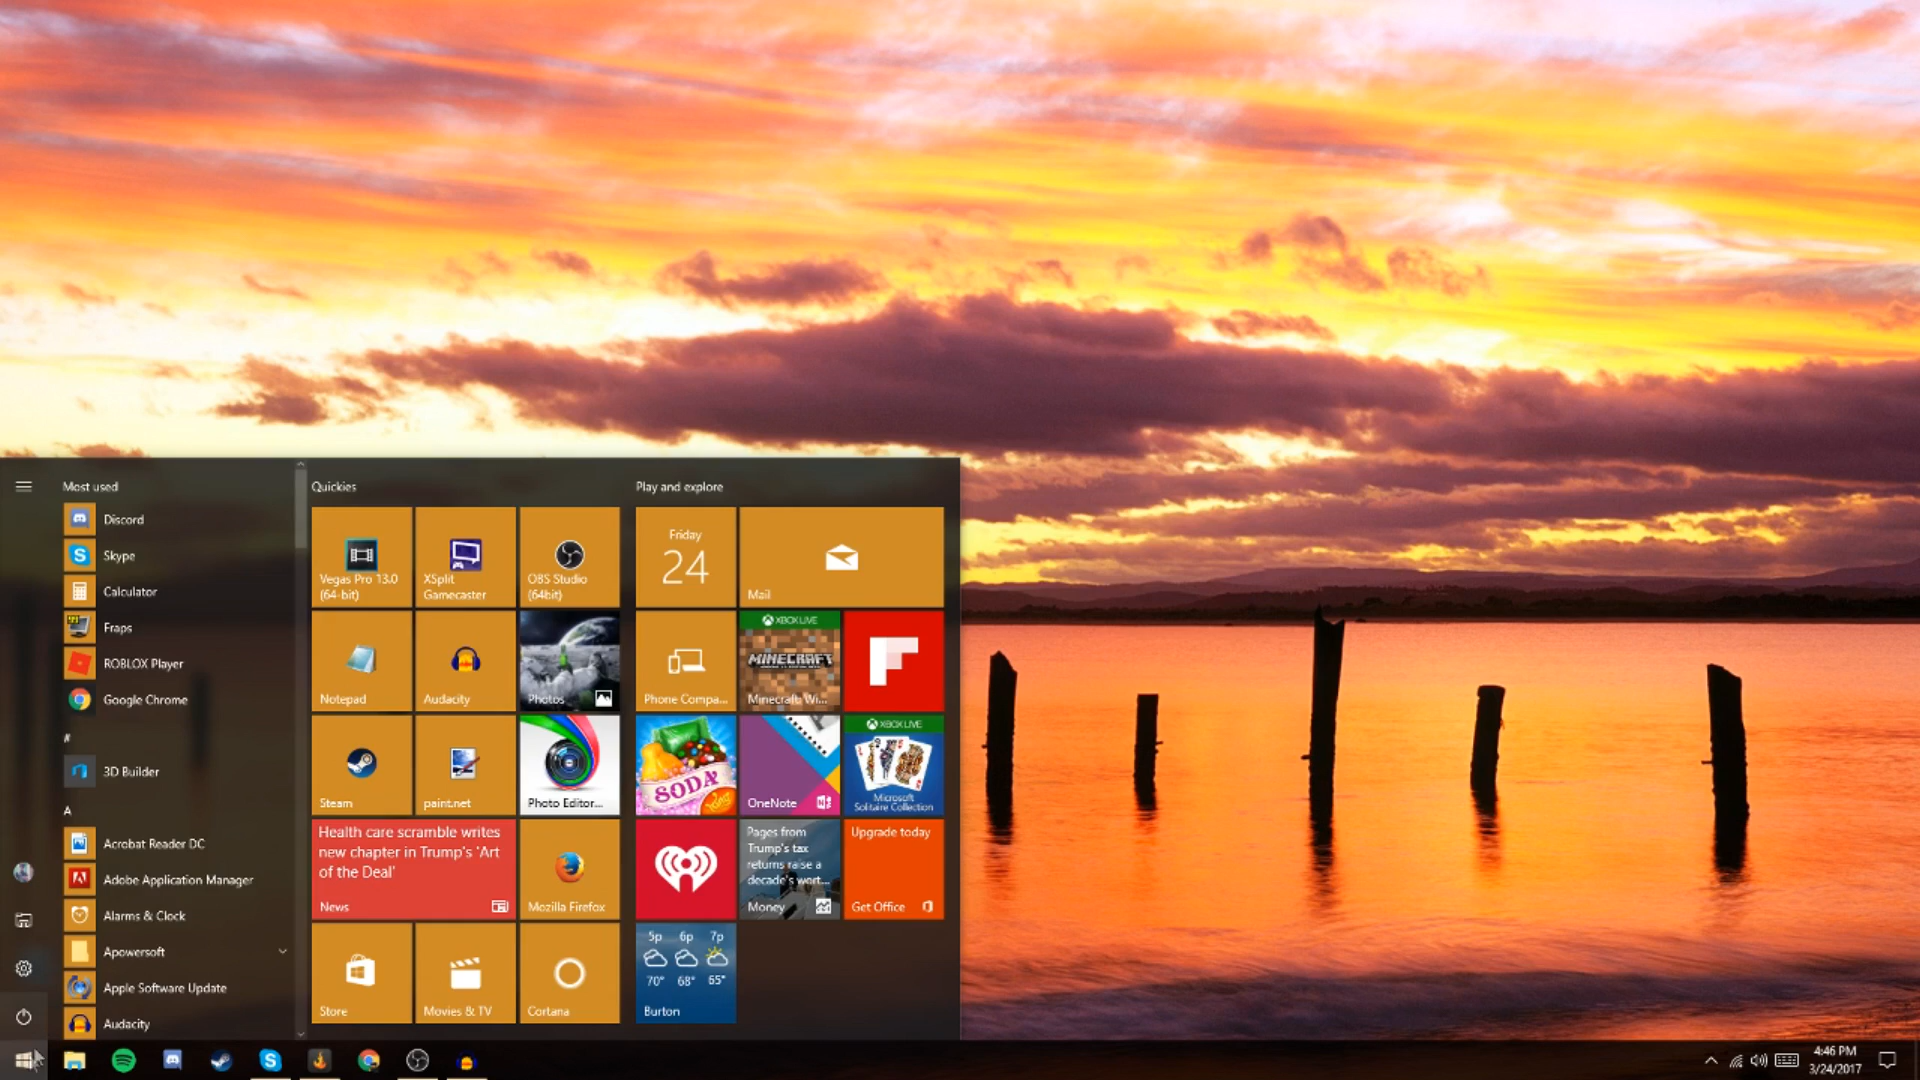 Most used
Discord
Skype
Calculator
Fraps
ROBLOX Player
Google Chrome
#
3D Builder
A
Acrobat Reader DC
Adobe Application Manager
Alarms & Clock
Apowersoft
Apple Software Update
Audacity
Quickies
Vegas Pro 13.0
(64-bit)
XSplit
Gamecaster
OBS Studio
(64bit)
Notepad
Audacity
Photos
Steam
paint.net
Photo Editor...
Health care scramble writes
new chapter in Trump's 'Art
of the Deal'
News
Mozilla Firefox
Store
Movies & TV
Cortana
Play and explore
Friday
24
Mail
Phone Compa...
XBOX LIVE
MINECRAFT
Minecraft: Wi...
SODA
OneNote
XBOX LIVE
Microsoft
Solitaire Collection
Pages from
Trump's tax
returns raise a
decade's wort...
Money
Upgrade today
Get Office
5p 6p 7p
70° 68° 65°
Burton
4:46 PM
3/24/2017